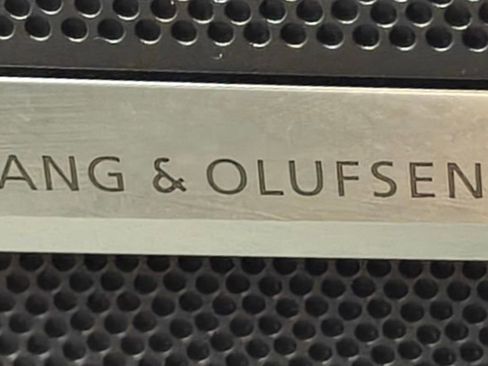 ANG & OLUFSEN